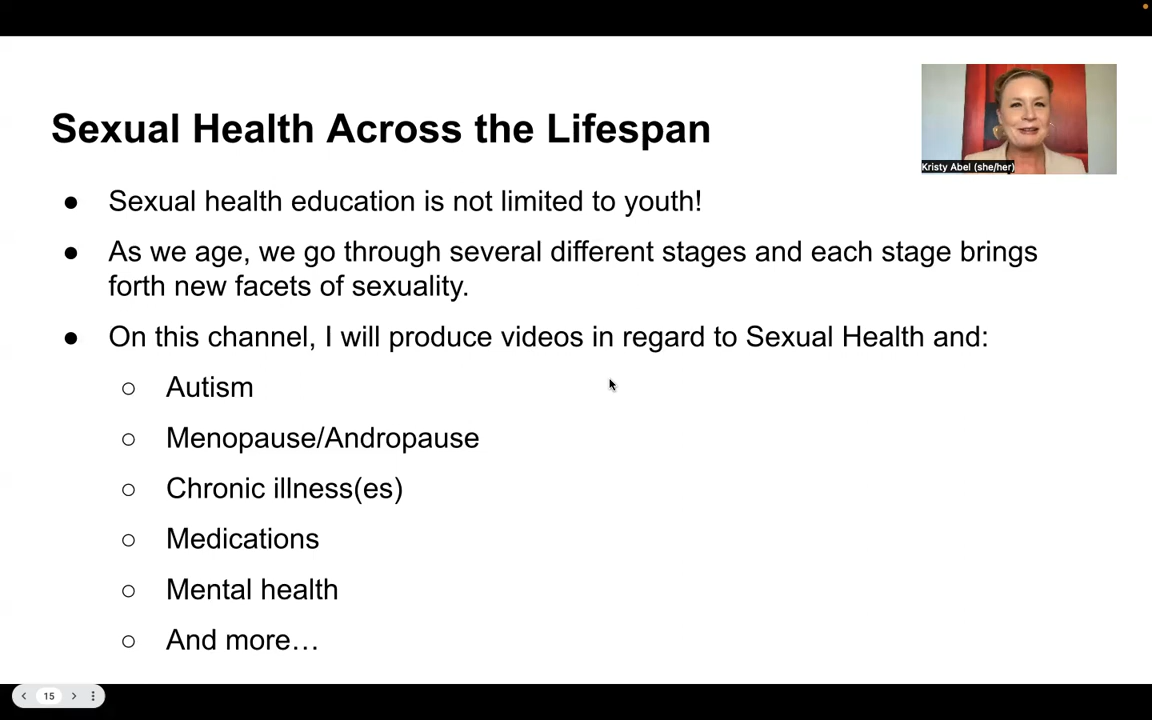 Sexual Health Across the Lifespan
Kristy Abel (she/her)
● Sexual health education is not limited to youth!
● As we age, we go through several different stages and each stage brings
forth new facets of sexuality.
● On this channel, I will produce videos in regard to Sexual Health and:
○ Autism
○ Menopause/Andropause
○ Chronic illness(es)
○ Medications
○ Mental health
○ And more…
15